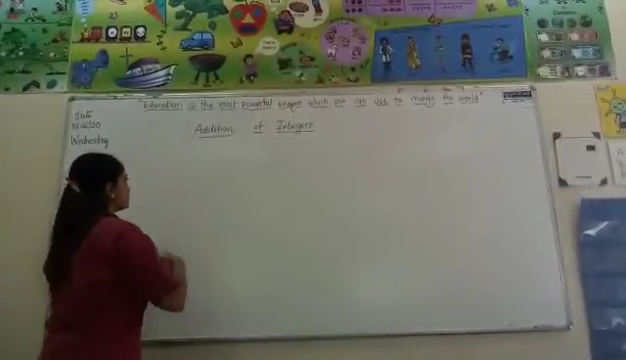 "Education is the most powerful weapon which you can use to change the world"
Date
Wednesday
Addition of Integers